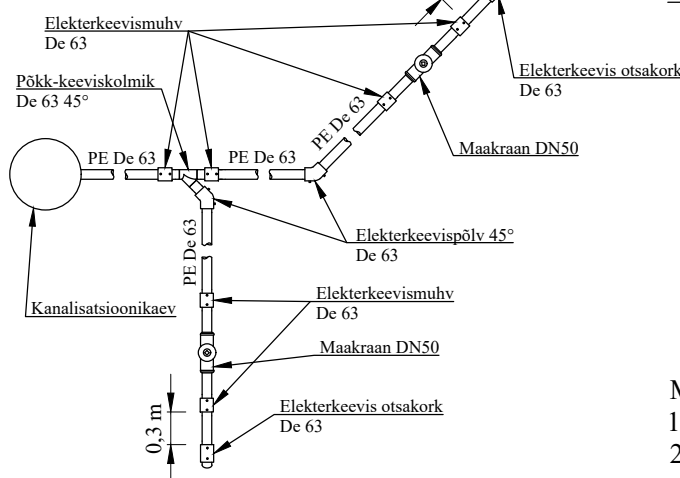 Elekterkeevismuhv
De 63
Põkk-keeviskolmik
De 63 45°
PE De 63
PE De 63
PE De 63
Elekterkeevis otsakork
De 63
Maakraan DN50
Elekterkeevispõlv 45°
De 63
PE De 63
Kanalisatsioonikaev
Elekterkeevismuhv
De 63
Maakraan DN50
Elekterkeevis otsakork
De 63
0,3 m
M
1
2